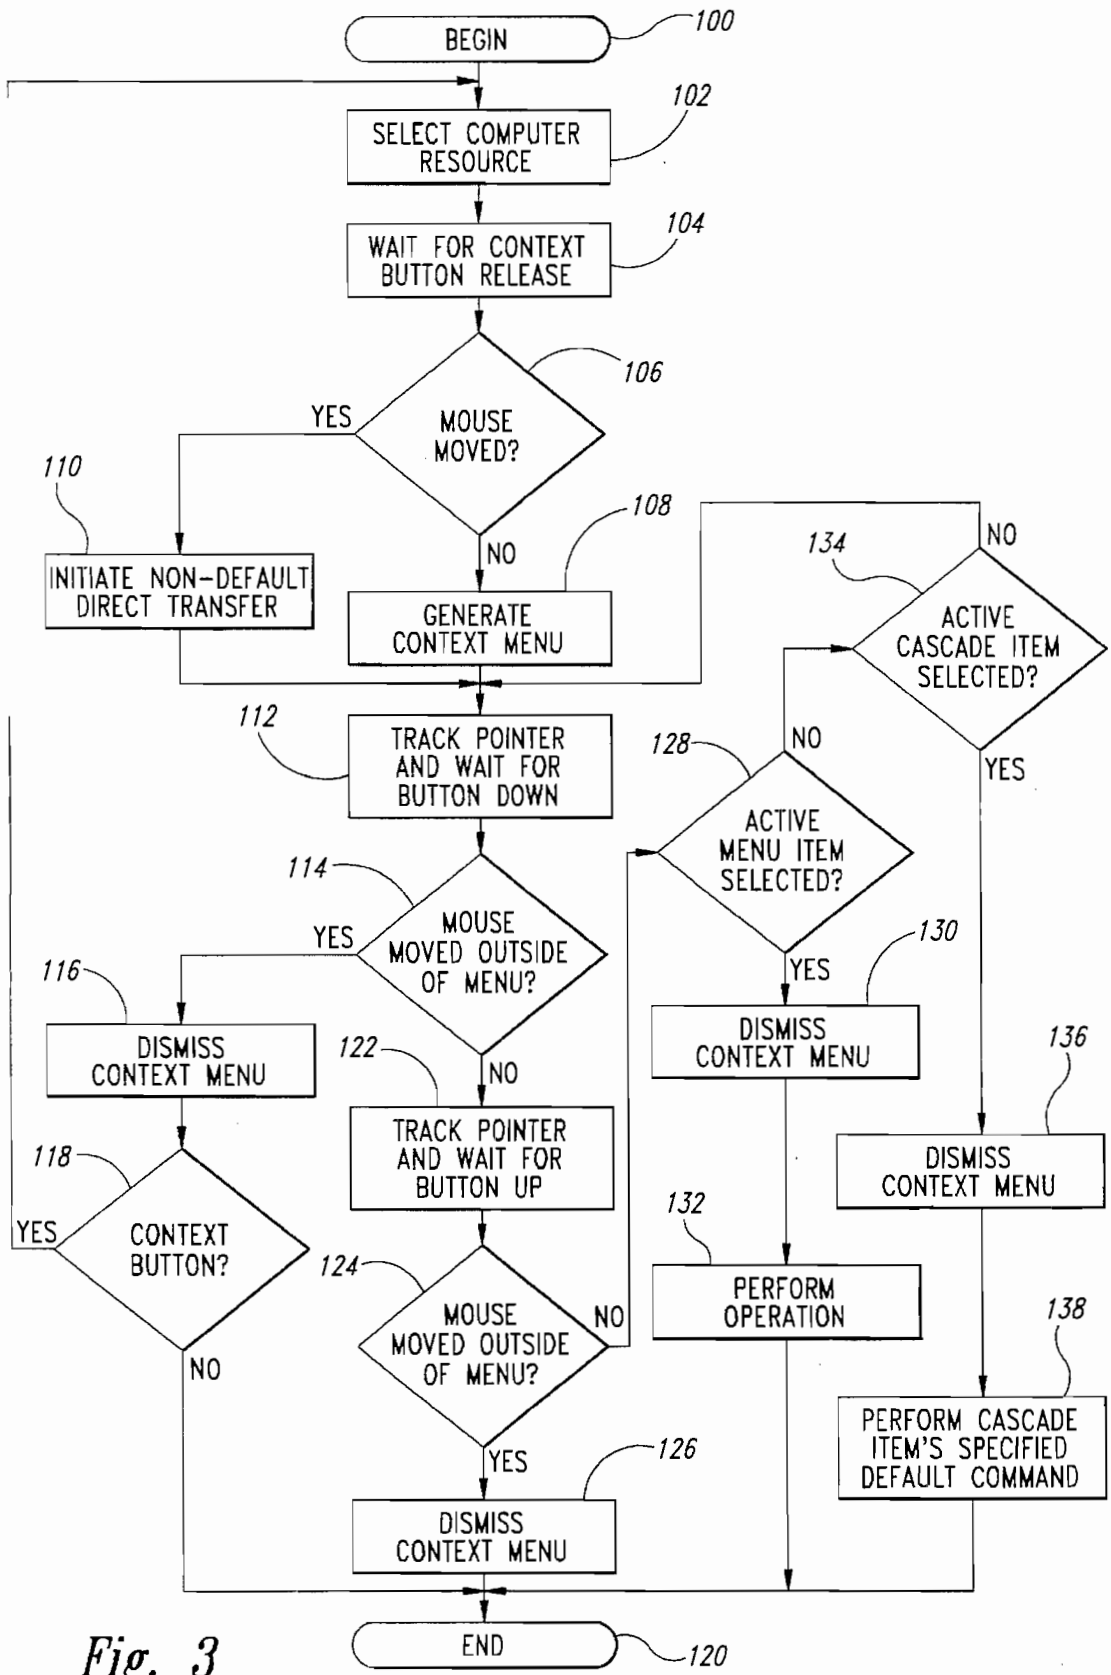 100
BEGIN
102
SELECT COMPUTER
RESOURCE
104
WAIT FOR CONTEXT
BUTTON RELEASE
106
YES
MOUSE
MOVED?
110
108
NO
134
NO
INITIATE NON-DEFAULT
DIRECT TRANSFER
GENERATE
CONTEXT MENU
ACTIVE
CASCADE ITEM
SELECTED?
112
TRACK POINTER
AND WAIT FOR
BUTTON DOWN
128
NO
YES
114
ACTIVE
MENU ITEM
SELECTED?
YES
MOUSE
MOVED OUTSIDE
OF MENU?
130
116
YES
DISMISS
CONTEXT MENU
122
NO
DISMISS
CONTEXT MENU
136
118
TRACK POINTER
AND WAIT FOR
BUTTON UP
DISMISS
CONTEXT MENU
YES
CONTEXT
BUTTON?
132
124
MOUSE
MOVED OUTSIDE
OF MENU?
NO
PERFORM
OPERATION
138
NO
PERFORM CASCADE
ITEM'S SPECIFIED
DEFAULT COMMAND
YES
126
DISMISS
CONTEXT MENU
END
120
Fig. 3